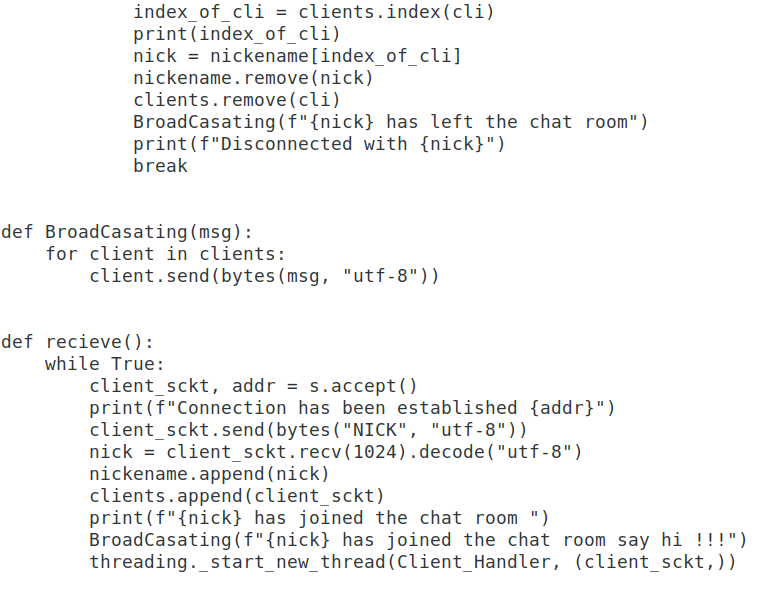 index_of_cli = clients.index(cli)
print(index_of_cli)
nick = nickename[index_of_cli]
nickename.remove(nick)
clients.remove(cli)
BroadCasating(f"{nick} has left the chat room")
print(f"Disconnected with {nick}")
break
def BroadCasating(msg):
for client in clients:
client.send(bytes(msg, "utf-8"))
def recieve():
while True:
client_sckt, addr = s.accept()
print(f"Connection has been established {addr}")
client_sckt.send(bytes("NICK", "utf-8"))
nick = client_sckt.recv(1024).decode("utf-8")
nickename.append(nick)
clients.append(client_sckt)
print(f"{nick} has joined the chat room ")
BroadCasating(f"{nick} has joined the chat room say hi !!!")
threading._start_new_thread(Client_Handler, (client_sckt,))